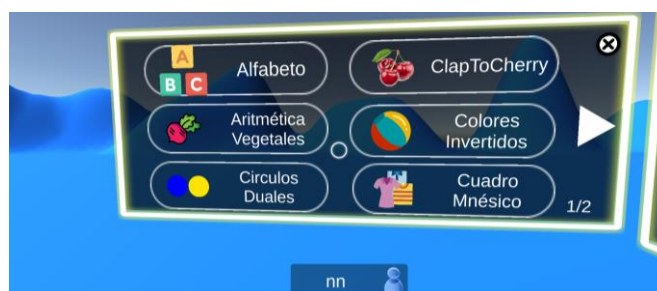 A
B C
Alfabeto
ClapToCherry
Aritmética
Vegetales
Colores
Invertidos
Circulos
Duales
Cuadro
Mnésico
1/2
nn